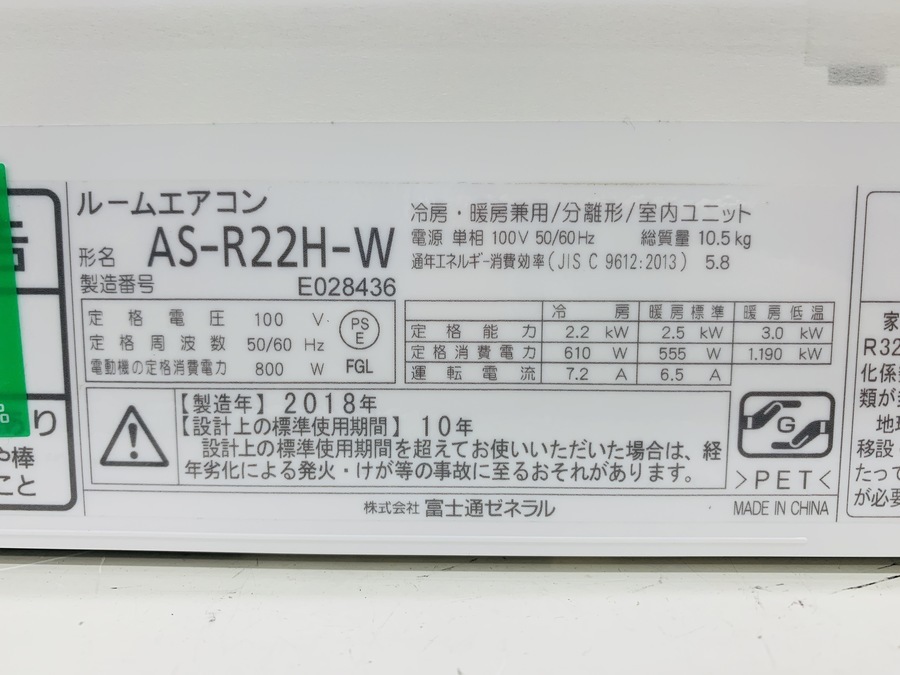 ルームエアコン
形名 AS-R22H-W
製造番号 E028436
冷房・暖房兼用/分離形/室内ユニット
電源 単相 100V 50/60Hz 総質量 10.5kg
通年エネルギー消費効率(JIS C 9612:2013) 5.8
定格電圧 100 V
定格周波数 50/60 Hz
電動機の定格消費電力 800 W
PS
E
FGL
冷房 暖房標準 暖房低温
定格能力 2.2 kW 2.5 kW 3.0 kW
定格消費電力 610 W 555 W 1.190 kW
運転電流 7.2 A 6.5 A
【製造年】2018年
【設計上の標準使用期間】10年
設計上の標準使用期間を超えてお使いいただいた場合は、経
年劣化による発火・けが等の事故に至るおそれがあります。
G
>PET<
株式会社 富士通ゼネラル
MADE IN CHINA
告
品
り
や棒
こと
家
R32
化係
類が
地球
移設
たって
が必要